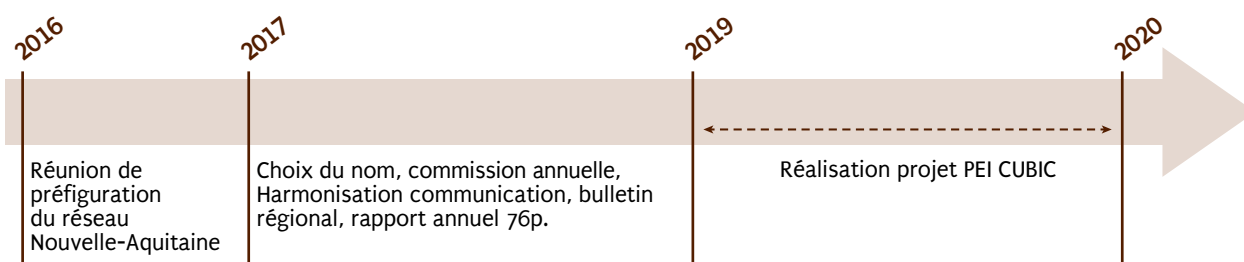 2016
2017
2019
2020
Réunion de
préfiguration
du réseau
Nouvelle-Aquitaine
Choix du nom, commission annuelle,
Harmonisation communication, bulletin
régional, rapport annuel 76p.
Réalisation projet PEI CUBIC